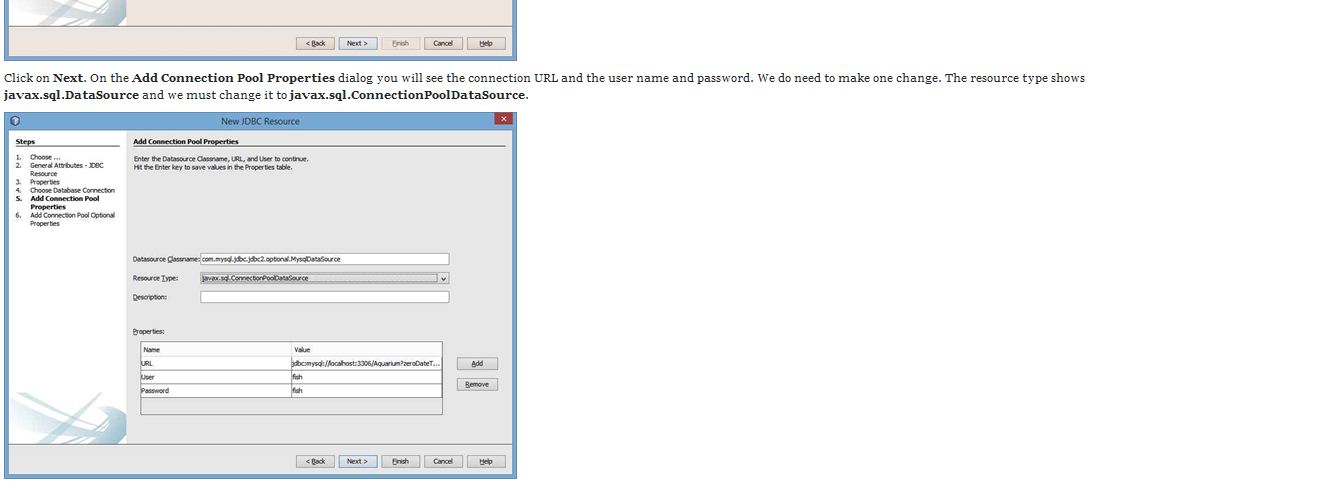 < Back Next > Finish Cancel Help
Click on Next. On the Add Connection Pool Properties dialog you will see the connection URL and the user name and password. We do need to make one change. The resource type shows
javax.sql.DataSource and we must change it to javax.sql.ConnectionPoolDataSource.
New JDBC Resource
Steps
1. Choose ...
2. General Attributes - JDBC
Resource
3. Properties
4. Choose Database Connection
5. Add Connection Pool
Properties
6. Add Connection Pool Optional
Properties
Add Connection Pool Properties
Enter the Datasource Classname, URL, and User to continue.
Hit the Enter key to save values in the Properties table.
Datasource Classname: com.mysql.jdbc.jdbc2.optional.MysqlDataSource
Resource Type: javax.sql.ConnectionPoolDataSource
Description:
Properties:
Name Value
URL jdbc:mysql://localhost:3306/Aquarium?zeroDateT...
User fish
Password fish
Add
Remove
< Back Next > Finish Cancel Help